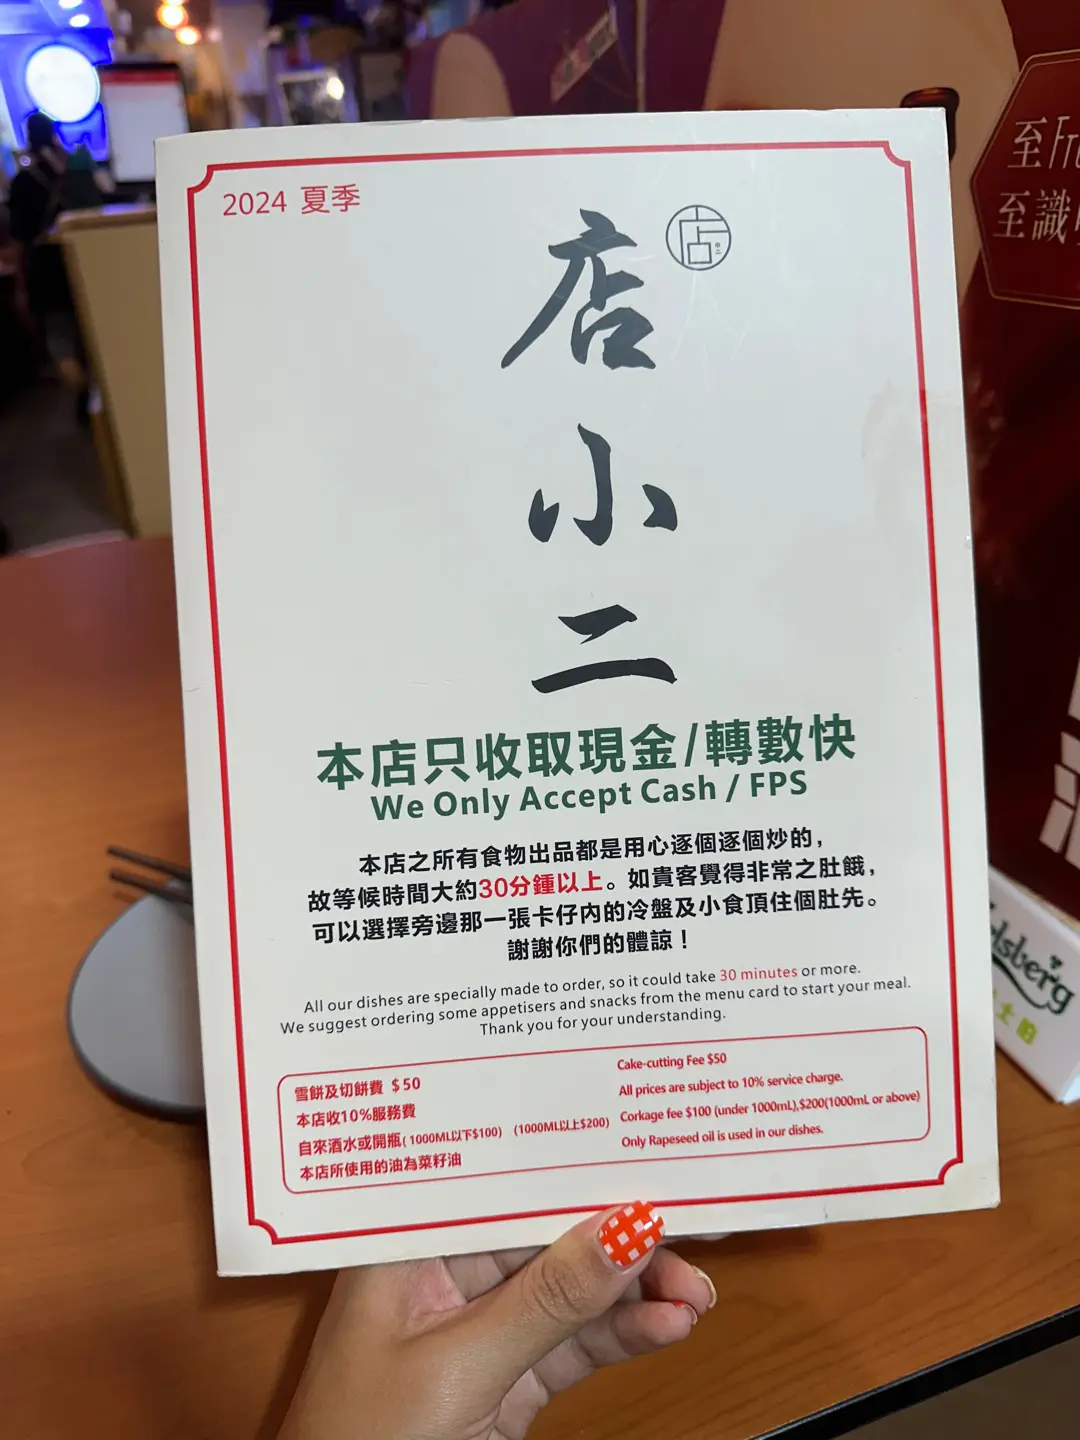 2024 夏季
店
小
二
店
本店只收取現金/轉數快
We Only Accept Cash / FPS
本店之所有食物出品都是用心逐個逐個炒的，
故等候時間大約30分鍾以上。如貴客覺得非常之肚餓，
可以選擇旁邊那一張卡仔內的冷盤及小食頂住個肚先。
謝謝你們的體諒！
All our dishes are specially made to order, so it could take 30 minutes or more.
We suggest ordering some appetisers and snacks from the menu card to start your meal.
Thank you for your understanding.
雪餅及切餅費 $50
本店收10%服務費
自來酒水或開瓶(1000ML以下$100) (1000ML以上$200)
本店所使用的油為菜籽油
Cake-cutting Fee $50
All prices are subject to 10% service charge.
Corkage fee $100 (under 1000mL),$200(1000mL or above)
Only Rapeseed oil is used in our dishes.
至Fr
至識
lsberg
士伯